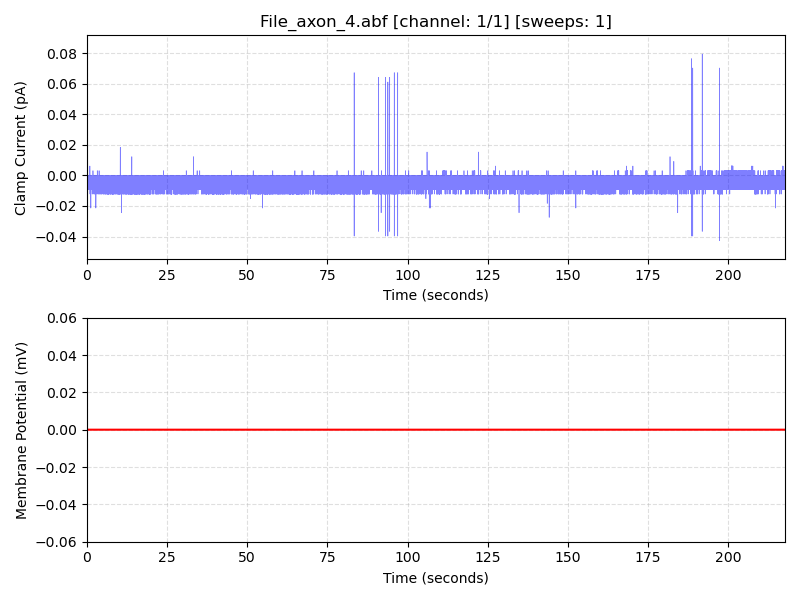 File_axon_4.abf [channel: 1/1] [sweeps: 1]
Clamp Current (pA)
0.08
0.06
0.04
0.02
0.00
−0.02
−0.04
0 25 50 75 100 125 150 175 200
Time (seconds)
Membrane Potential (mV)
0.06
0.04
0.02
0.00
−0.02
−0.04
−0.06
0 25 50 75 100 125 150 175 200
Time (seconds)